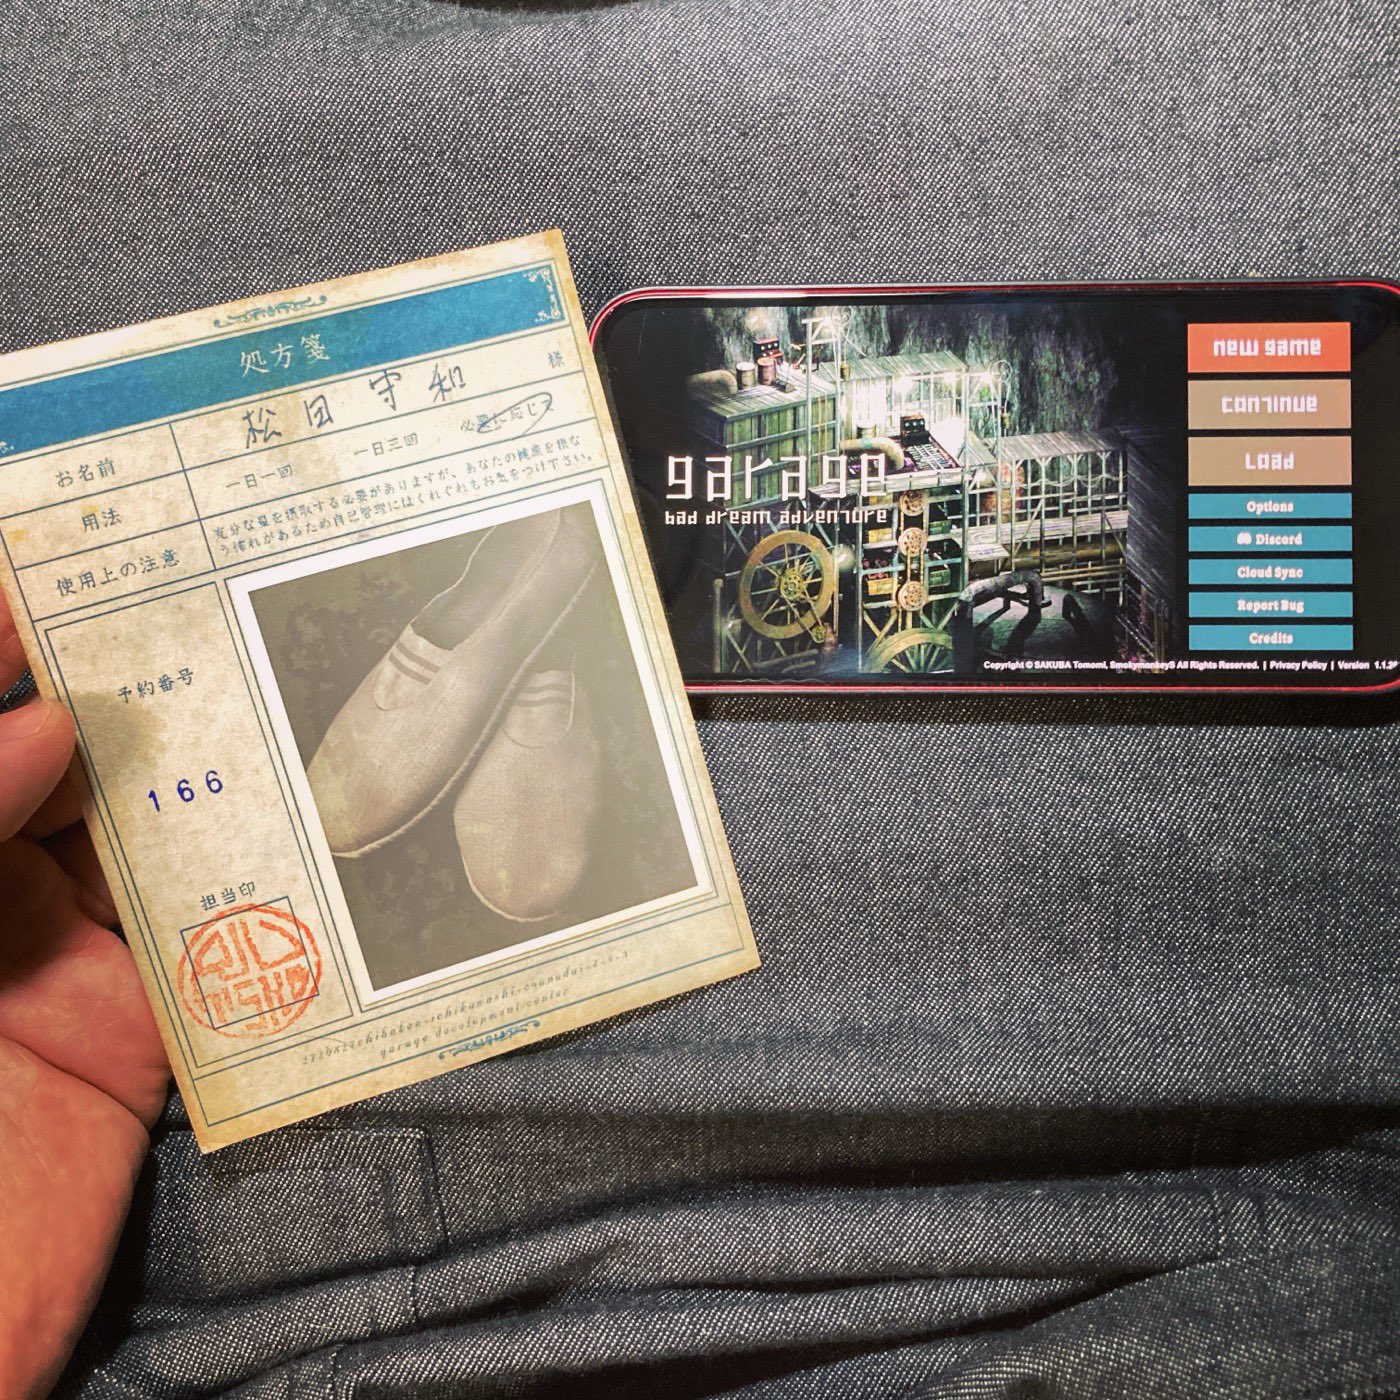 処方箋
お名前
松田 守和
様
用法
一日一回
一日三回
必要に応じて
使用上の注意
充分な量を摂取する必要がありますが、あなたの純潔を損な
う惧れがあるため自己管理にはくれぐれもお気をつけ下さい。
予約番号
166
担当印
garage development center
garage
bad dream adventure
new game
continue
Load
Options
Discord
Cloud Sync
Report Bug
Credits
Copyright © SAKUBA Tomomi, SmokymonkeyS All Rights Reserved. | Privacy Policy | Version